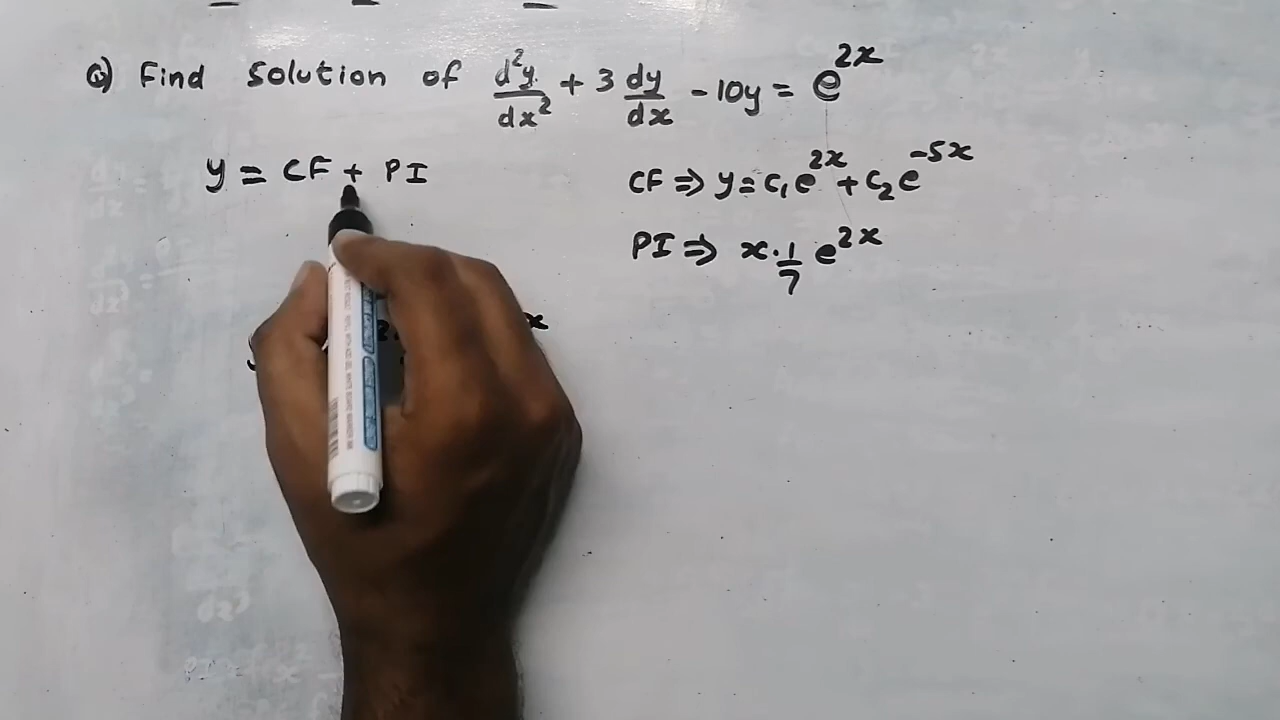 Q) Find Solution of d²y/dx² + 3 dy/dx - 10y = e^2x
y = CF + PI
CF ⇒ y = c₁e^2x + c₂e^-5x
PI ⇒ x · 1/7 e^2x